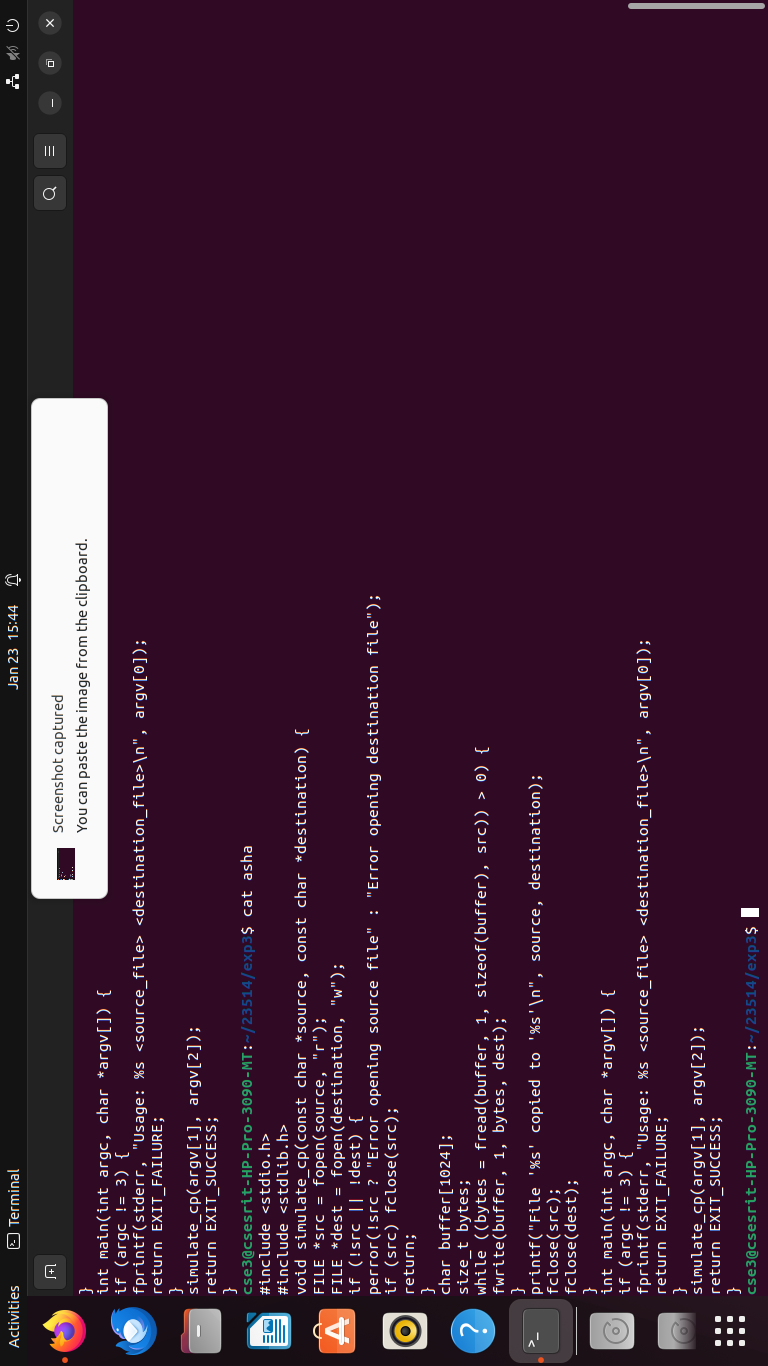 Activities
Terminal
Jan 23 15:44
Screenshot captured
You can paste the image from the clipboard.
}
int main(int argc, char *argv[]) {
if (argc != 3) {
fprintf(stderr, "Usage: %s <source_file> <destination_file>\n", argv[0]);
return EXIT_FAILURE;
}
simulate_cp(argv[1], argv[2]);
return EXIT_SUCCESS;
}
cse3@csesrit-HP-Pro-3090-MT:~/23514/exp3$ cat asha
#include <stdio.h>
#include <stdlib.h>
void simulate_cp(const char *source, const char *destination) {
FILE *src = fopen(source, "r");
FILE *dest = fopen(destination, "w");
if (!src || !dest) {
perror(!src ? "Error opening source file" : "Error opening destination file");
if (src) fclose(src);
return;
}
char buffer[1024];
size_t bytes;
while ((bytes = fread(buffer, 1, sizeof(buffer), src)) > 0) {
fwrite(buffer, 1, bytes, dest);
}
printf("File '%s' copied to '%s'\n", source, destination);
fclose(src);
fclose(dest);
}
int main(int argc, char *argv[]) {
if (argc != 3) {
fprintf(stderr, "Usage: %s <source_file> <destination_file>\n", argv[0]);
return EXIT_FAILURE;
}
simulate_cp(argv[1], argv[2]);
return EXIT_SUCCESS;
}
cse3@csesrit-HP-Pro-3090-MT:~/23514/exp3$